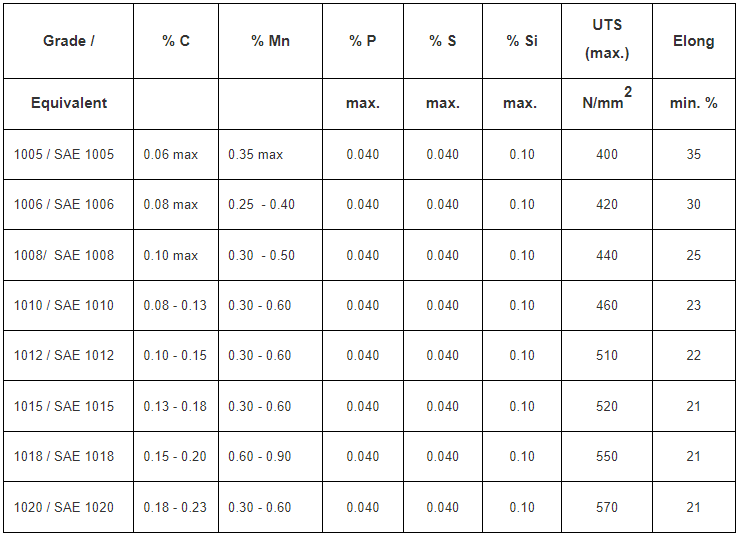 Grade / % C % Mn % P % S % Si UTS (max.) Elong
Equivalent max. max. max. N/mm2 min. %
1005 / SAE 1005 0.06 max 0.35 max 0.040 0.040 0.10 400 35
1006 / SAE 1006 0.08 max 0.25 - 0.40 0.040 0.040 0.10 420 30
1008/ SAE 1008 0.10 max 0.30 - 0.50 0.040 0.040 0.10 440 25
1010 / SAE 1010 0.08 - 0.13 0.30 - 0.60 0.040 0.040 0.10 460 23
1012 / SAE 1012 0.10 - 0.15 0.30 - 0.60 0.040 0.040 0.10 510 22
1015 / SAE 1015 0.13 - 0.18 0.30 - 0.60 0.040 0.040 0.10 520 21
1018 / SAE 1018 0.15 - 0.20 0.60 - 0.90 0.040 0.040 0.10 550 21
1020 / SAE 1020 0.18 - 0.23 0.30 - 0.60 0.040 0.040 0.10 570 21